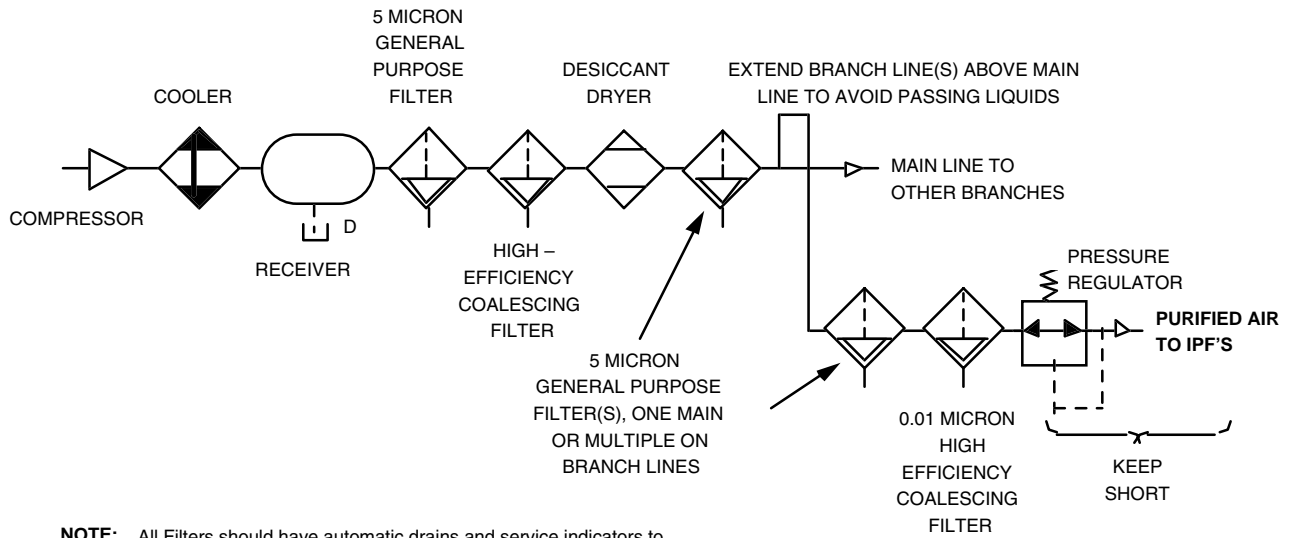 5 MICRON
GENERAL
PURPOSE
FILTER
COOLER
DESICCANT
DRYER
EXTEND BRANCH LINE(S) ABOVE MAIN
LINE TO AVOID PASSING LIQUIDS
MAIN LINE TO
OTHER BRANCHES
COMPRESSOR
D
RECEIVER
HIGH –
EFFICIENCY
COALESCING
FILTER
PRESSURE
REGULATOR
PURIFIED AIR
TO IPF'S
5 MICRON
GENERAL PURPOSE
FILTER(S), ONE MAIN
OR MULTIPLE ON
BRANCH LINES
0.01 MICRON
HIGH
EFFICIENCY
COALESCING
FILTER
KEEP
SHORT
NOTE: All Filters should have automatic drains and service indicators to